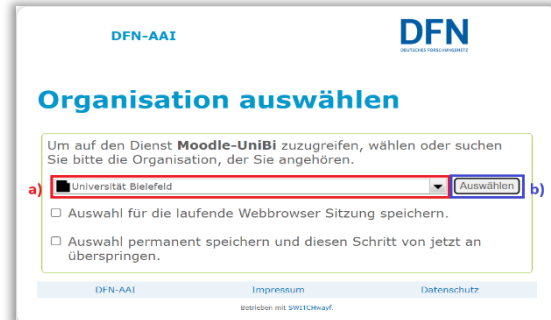 DFN-AAI
DFN
DEUTSCHES FORSCHUNGSNETZ
Organisation auswählen
Um auf den Dienst Moodle-UniBi zuzugreifen, wählen oder suchen
Sie bitte die Organisation, der Sie angehören.
a) Universität Bielefeld Auswählen b)
Auswahl für die laufende Webbrowser Sitzung speichern.
Auswahl permanent speichern und diesen Schritt von jetzt an
überspringen.
DFN-AAI Impressum Datenschutz
Betrieben mit SWITCHwayf.